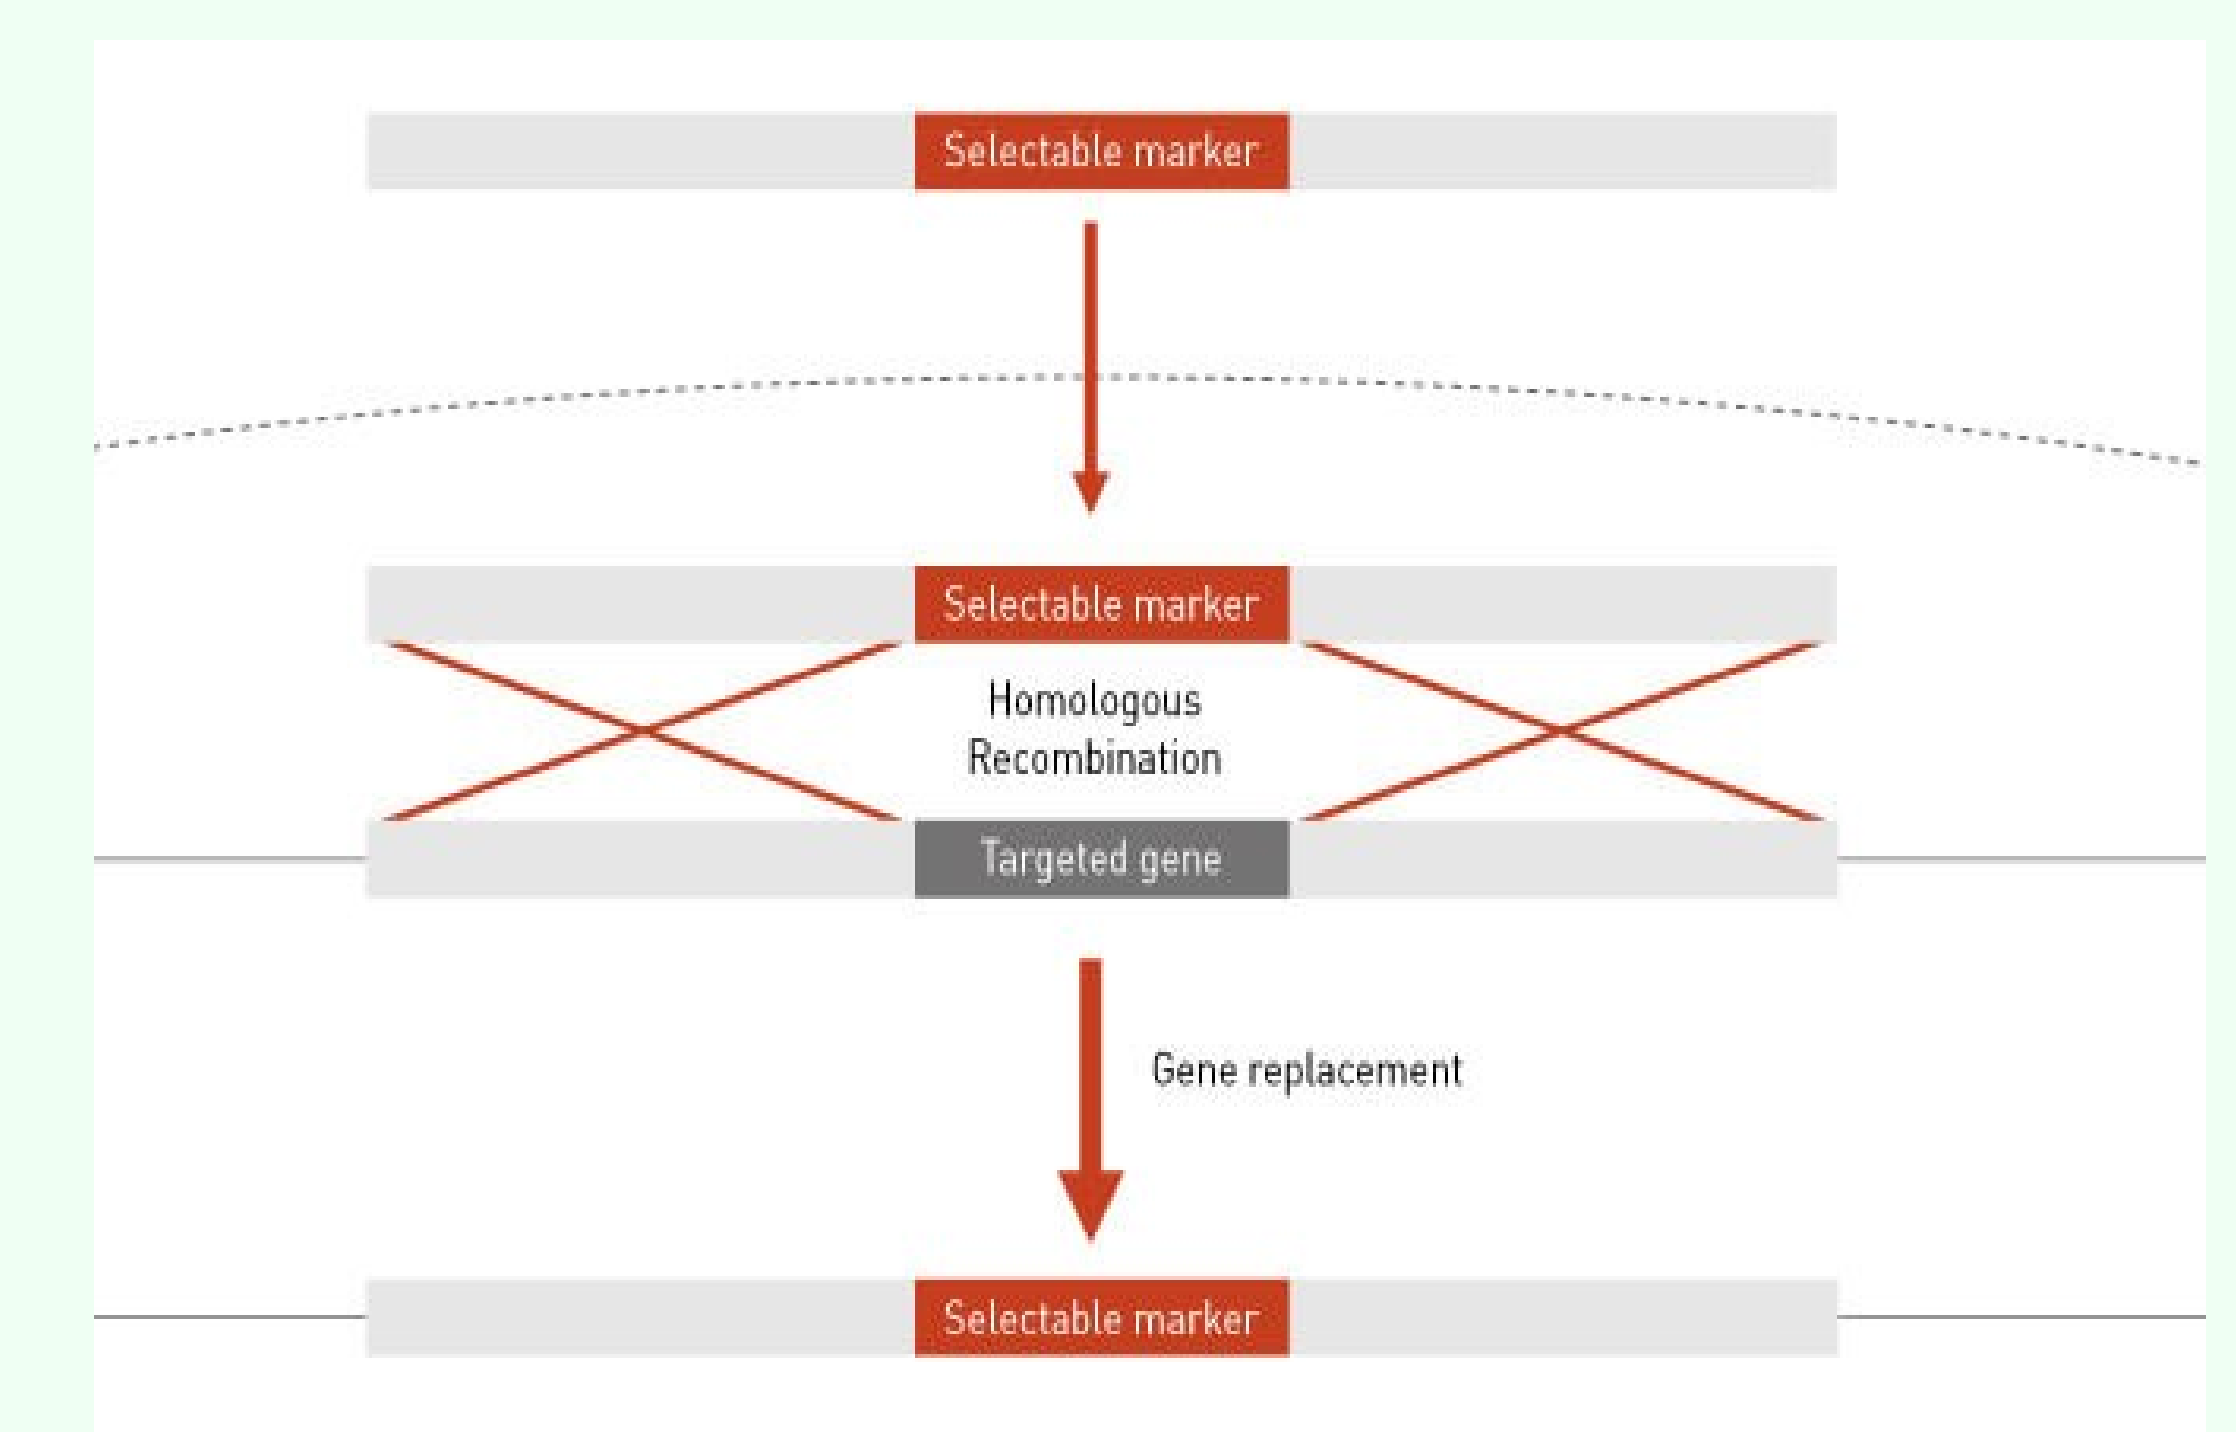 Selectable marker
Selectable marker
Homologous
Recombination
Targeted gene
Gene replacement
Selectable marker